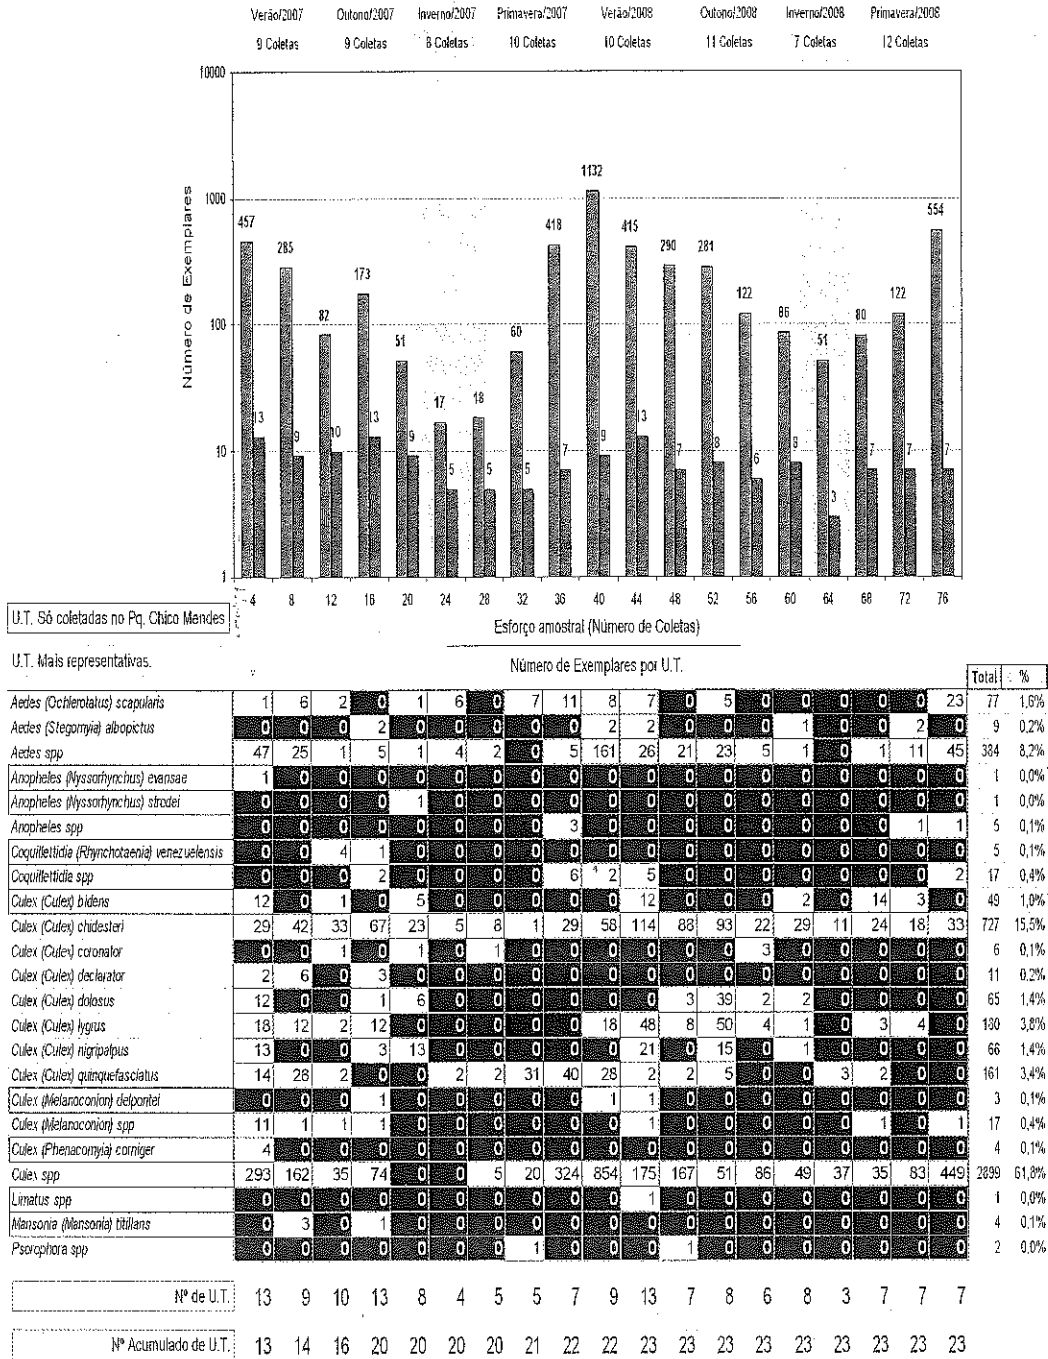 Verão/2007 Outono/2007 Inverno/2007 Primavera/2007 Verão/2008 Outono/2008 Inverno/2008 Primavera/2008
9 Coletas 9 Coletas 8 Coletas 10 Coletas 10 Coletas 11 Coletas 7 Coletas 12 Coletas
Número de Exemplares
10000
1000
100
10
1
457 285 82 173 51 17 18 60 418 1132 415 290 281 122 86 51 80 122 554
13 9 10 13 9 5 5 5 7 9 13 7 8 6 8 3 7 7 7
4 8 12 16 20 24 28 32 36 40 44 48 52 56 60 64 68 72 76
Esforço amostral (Número de Coletas)
U.T. Só coletadas no Pq. Chico Mendes
U.T. Mais representativas.
Número de Exemplares por U.T.
Total %
Aedes (Ochlerotatus) scapularis 1 6 2 0 1 6 0 7 11 8 7 0 5 0 0 0 0 0 23 77 1,6%
Aedes (Stegomyia) albopictus 0 0 0 2 0 0 0 0 0 2 2 0 0 0 1 0 0 2 0 9 0,2%
Aedes spp 47 25 1 5 1 4 2 0 5 161 26 21 23 5 1 0 1 11 45 384 8,2%
Anopheles (Nyssorhynchus) evansae 1 0 0 0 0 0 0 0 0 0 0 0 0 0 0 0 0 0 0 1 0,0%
Anopheles (Nyssorhynchus) strodei 0 0 0 0 1 0 0 0 0 0 0 0 0 0 0 0 0 0 0 1 0,0%
Anopheles spp 0 0 0 0 0 0 0 0 3 0 0 0 0 0 0 0 0 1 1 5 0,1%
Coquillettidia (Rhynchotaenia) venezuelensis 0 0 4 1 0 0 0 0 0 0 0 0 0 0 0 0 0 0 0 5 0,1%
Coquillettidia spp 0 0 0 2 0 0 0 0 6 2 5 0 0 0 0 0 0 0 2 17 0,4%
Culex (Culex) bidens 12 0 1 0 5 0 0 0 0 0 12 0 0 0 2 0 14 3 0 49 1,0%
Culex (Culex) chidesteri 29 42 33 67 23 5 8 1 29 58 114 88 93 22 29 11 24 18 33 727 15,5%
Culex (Culex) coronator 0 0 1 0 1 0 1 0 0 0 0 0 0 3 0 0 0 0 0 6 0,1%
Culex (Culex) declarator 2 6 0 3 0 0 0 0 0 0 0 0 0 0 0 0 0 0 0 11 0,2%
Culex (Culex) dolosus 12 0 0 1 6 0 0 0 0 0 0 3 39 2 2 0 0 0 0 65 1,4%
Culex (Culex) lygrus 18 12 2 12 0 0 0 0 0 18 48 8 50 4 1 0 3 4 0 180 3,8%
Culex (Culex) nigripalpus 13 0 0 3 13 0 0 0 0 0 21 0 15 0 1 0 0 0 0 66 1,4%
Culex (Culex) quinquefasciatus 14 28 2 0 0 2 2 31 40 28 2 2 5 0 0 3 2 0 0 161 3,4%
Culex (Melanoconion) delpontei 0 0 0 1 0 0 0 0 0 1 1 0 0 0 0 0 0 0 0 3 0,1%
Culex (Melanoconion) spp 11 1 1 1 0 0 0 0 0 0 1 0 0 0 0 0 1 0 1 17 0,4%
Culex (Phenacomyia) corniger 4 0 0 0 0 0 0 0 0 0 0 0 0 0 0 0 0 0 0 4 0,1%
Culex spp 293 162 35 74 0 0 5 20 324 854 175 167 51 86 49 37 35 83 449 2899 61,8%
Limatus spp 0 0 0 0 0 0 0 0 0 0 1 0 0 0 0 0 0 0 0 1 0,0%
Mansonia (Mansonia) titillans 0 3 0 1 0 0 0 0 0 0 0 0 0 0 0 0 0 0 0 4 0,1%
Psorophora spp 0 0 0 0 0 0 0 1 0 0 0 1 0 0 0 0 0 0 0 2 0,0%
Nº de U.T. 13 9 10 13 8 4 5 5 7 9 13 7 8 6 8 3 7 7 7
Nº Acumulado de U.T. 13 14 16 20 20 20 20 21 22 22 23 23 23 23 23 23 23 23 23